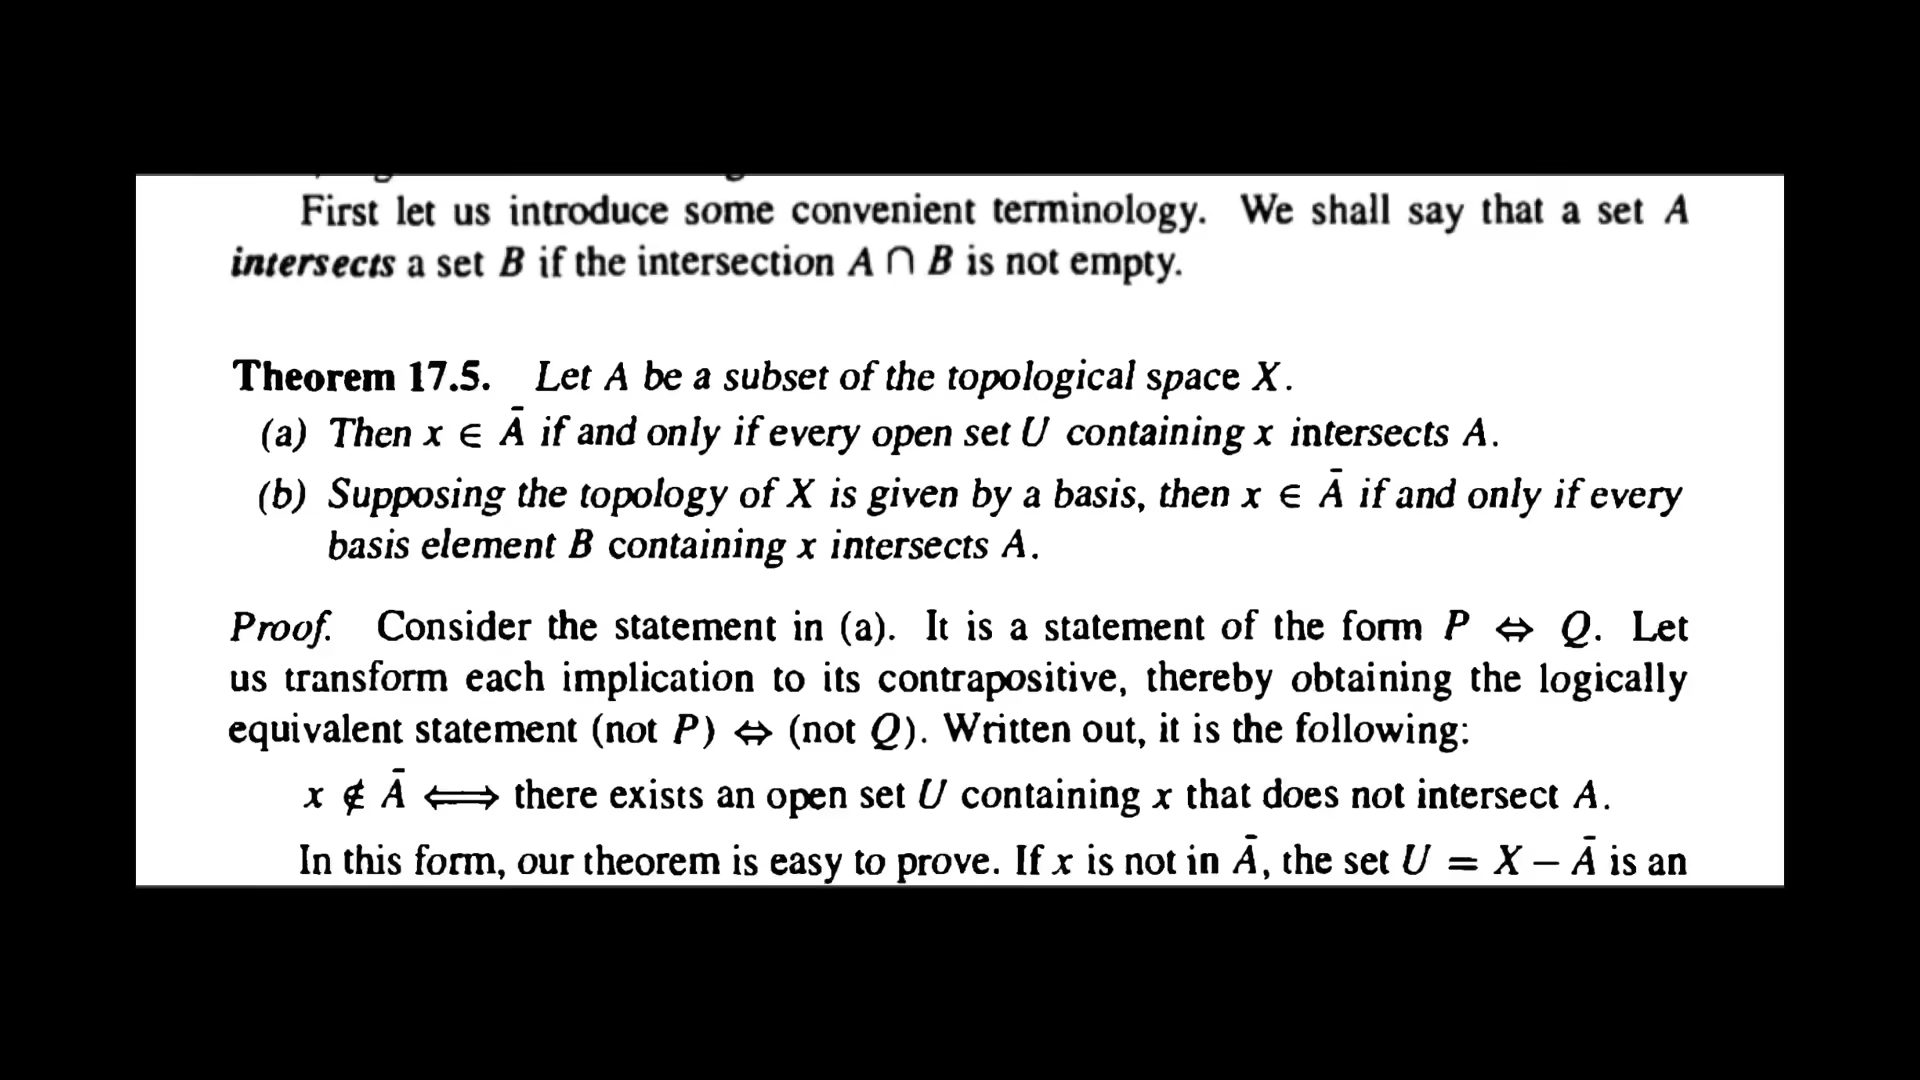 First let us introduce some convenient terminology. We shall say that a set A
intersects a set B if the intersection A ∩ B is not empty.
Theorem 17.5. Let A be a subset of the topological space X.
(a) Then x ∈ Ā if and only if every open set U containing x intersects A.
(b) Supposing the topology of X is given by a basis, then x ∈ Ā if and only if every
basis element B containing x intersects A.
Proof. Consider the statement in (a). It is a statement of the form P ⇔ Q. Let
us transform each implication to its contrapositive, thereby obtaining the logically
equivalent statement (not P) ⇔ (not Q). Written out, it is the following:
x ∉ Ā ⟺ there exists an open set U containing x that does not intersect A.
In this form, our theorem is easy to prove. If x is not in Ā, the set U = X − Ā is an